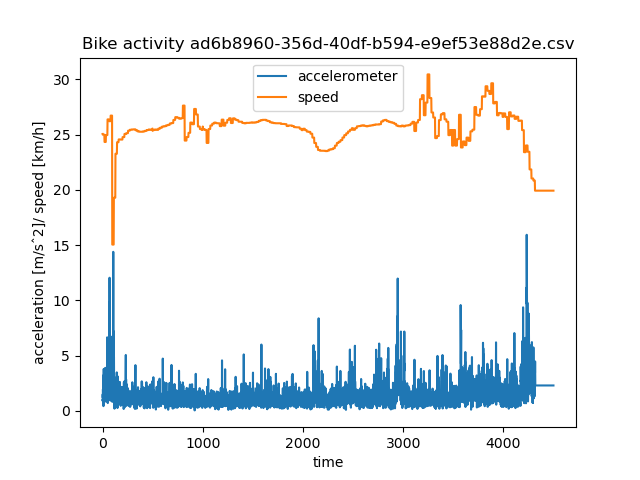 Bike activity ad6b8960-356d-40df-b594-e9ef53e88d2e.csv
accelerometer
speed
acceleration [m/s^2]/ speed [km/h]
30
25
20
15
10
5
0
0 1000 2000 3000 4000
time